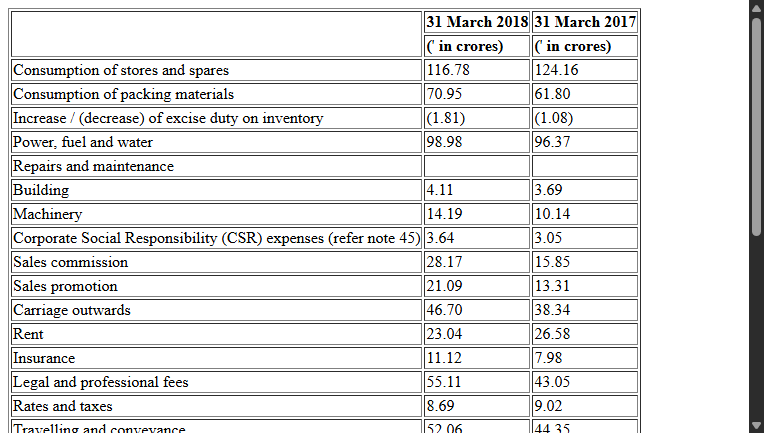 31 March 2018 31 March 2017
(' in crores) (' in crores)
Consumption of stores and spares 116.78 124.16
Consumption of packing materials 70.95 61.80
Increase / (decrease) of excise duty on inventory (1.81) (1.08)
Power, fuel and water 98.98 96.37
Repairs and maintenance
Building 4.11 3.69
Machinery 14.19 10.14
Corporate Social Responsibility (CSR) expenses (refer note 45) 3.64 3.05
Sales commission 28.17 15.85
Sales promotion 21.09 13.31
Carriage outwards 46.70 38.34
Rent 23.04 26.58
Insurance 11.12 7.98
Legal and professional fees 55.11 43.05
Rates and taxes 8.69 9.02
Travelling and conveyance 52.06 44.35